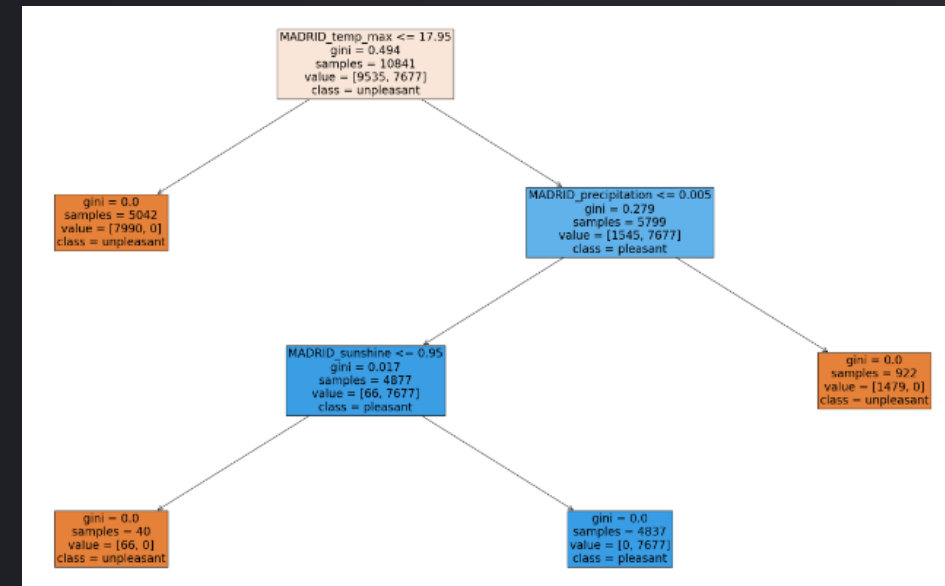 MADRID_temp_max <= 17.95
gini = 0.494
samples = 10841
value = [9535, 7677]
class = unpleasant
gini = 0.0
samples = 5042
value = [7990, 0]
class = unpleasant
MADRID_precipitation <= 0.005
gini = 0.279
samples = 5799
value = [1545, 7677]
class = pleasant
MADRID_sunshine <= 0.95
gini = 0.017
samples = 4877
value = [66, 7677]
class = pleasant
gini = 0.0
samples = 922
value = [1479, 0]
class = unpleasant
gini = 0.0
samples = 40
value = [66, 0]
class = unpleasant
gini = 0.0
samples = 4837
value = [0, 7677]
class = pleasant